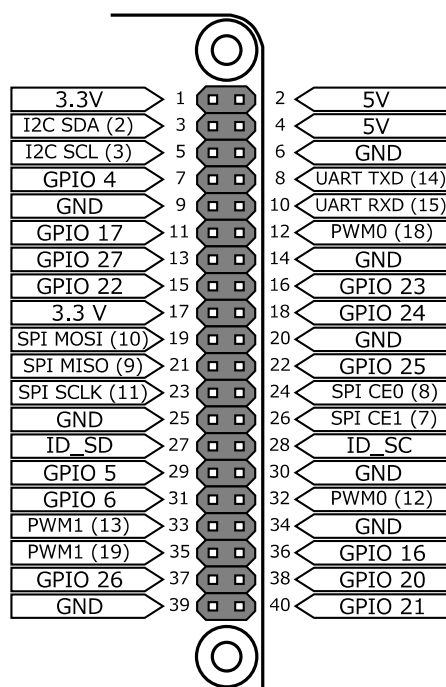 3.3V 1 2 5V
I2C SDA (2) 3 4 5V
I2C SCL (3) 5 6 GND
GPIO 4 7 8 UART TXD (14)
GND 9 10 UART RXD (15)
GPIO 17 11 12 PWM0 (18)
GPIO 27 13 14 GND
GPIO 22 15 16 GPIO 23
3.3 V 17 18 GPIO 24
SPI MOSI (10) 19 20 GND
SPI MISO (9) 21 22 GPIO 25
SPI SCLK (11) 23 24 SPI CE0 (8)
GND 25 26 SPI CE1 (7)
ID_SD 27 28 ID_SC
GPIO 5 29 30 GND
GPIO 6 31 32 PWM0 (12)
PWM1 (13) 33 34 GND
PWM1 (19) 35 36 GPIO 16
GPIO 26 37 38 GPIO 20
GND 39 40 GPIO 21